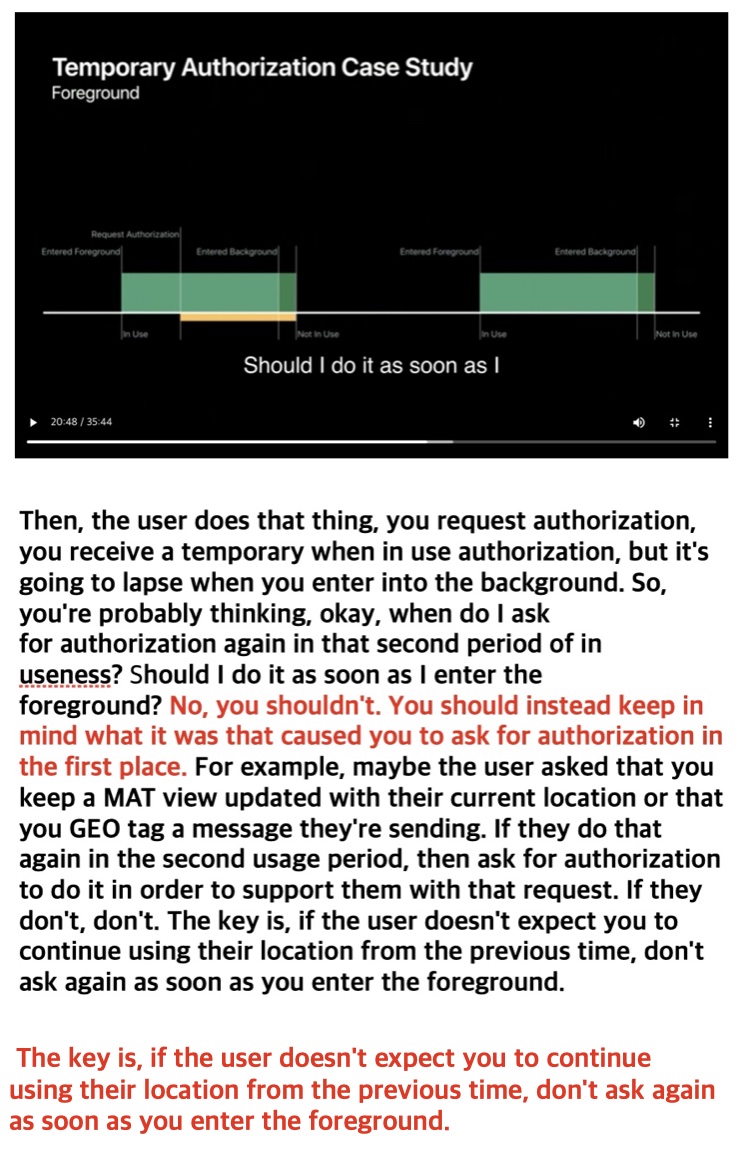 Temporary Authorization Case Study
Foreground
Request Authorization
Entered Foreground
Entered Background
Entered Foreground
Entered Background
In Use
Not In Use
In Use
Not In Use
Should I do it as soon as I
20:48 / 35:44
Then, the user does that thing, you request authorization,
you receive a temporary when in use authorization, but it's
going to lapse when you enter into the background. So,
you're probably thinking, okay, when do I ask
for authorization again in that second period of in
useness? Should I do it as soon as I enter the
foreground? No, you shouldn't. You should instead keep in
mind what it was that caused you to ask for authorization in
the first place. For example, maybe the user asked that you
keep a MAT view updated with their current location or that
you GEO tag a message they're sending. If they do that
again in the second usage period, then ask for authorization
to do it in order to support them with that request. If they
don't, don't. The key is, if the user doesn't expect you to
continue using their location from the previous time, don't
ask again as soon as you enter the foreground.
The key is, if the user doesn't expect you to continue
using their location from the previous time, don't ask again
as soon as you enter the foreground.